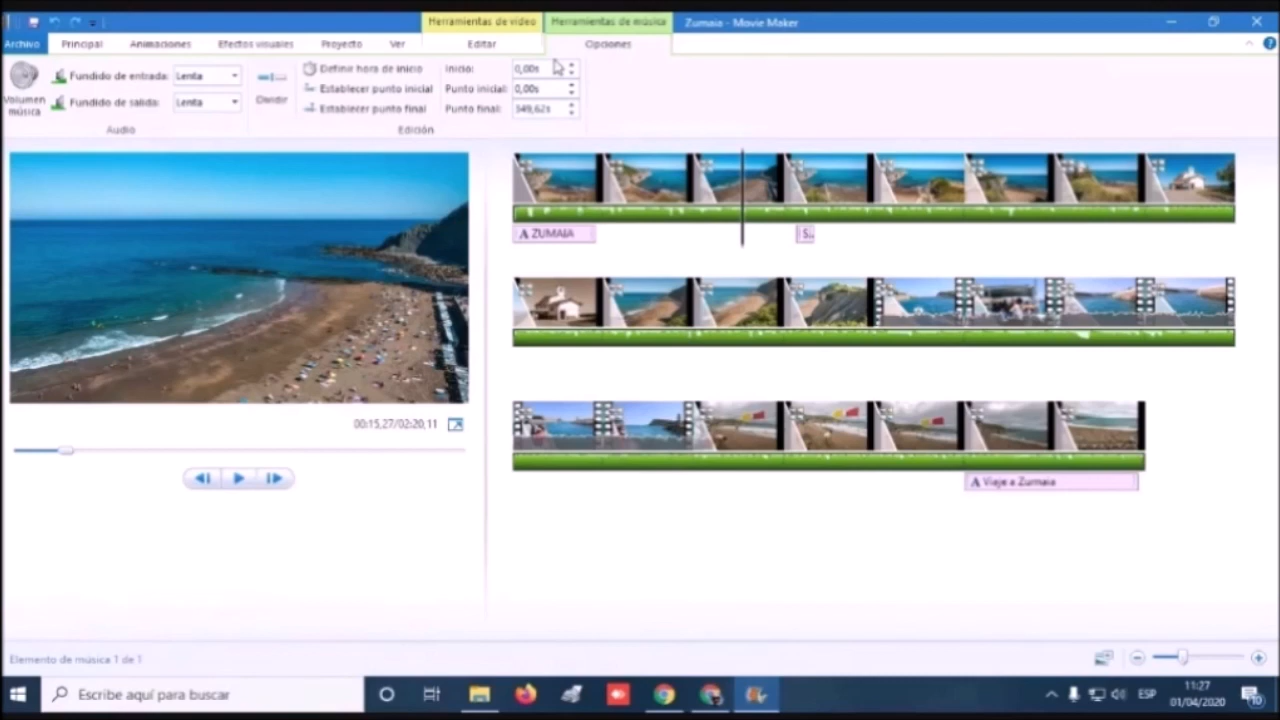 Herramientas de vídeo Herramientas de música Zumaia - Movie Maker
Archivo Principal Animaciones Efectos visuales Proyecto Ver Editar Opciones
Volumen música
Fundido de entrada: Lenta
Fundido de salida: Lenta
Audio
Dividir
Definir hora de inicio Inicio: 0,00s
Establecer punto inicial Punto inicial: 0,00s
Establecer punto final Punto final: 349,62s
Edición
A ZUMAIA S...
00:15,27/02:20,11
A Viaje a Zumaia
Elemento de música 1 de 1
Escribe aquí para buscar
ESP
11:27
01/04/2020
10